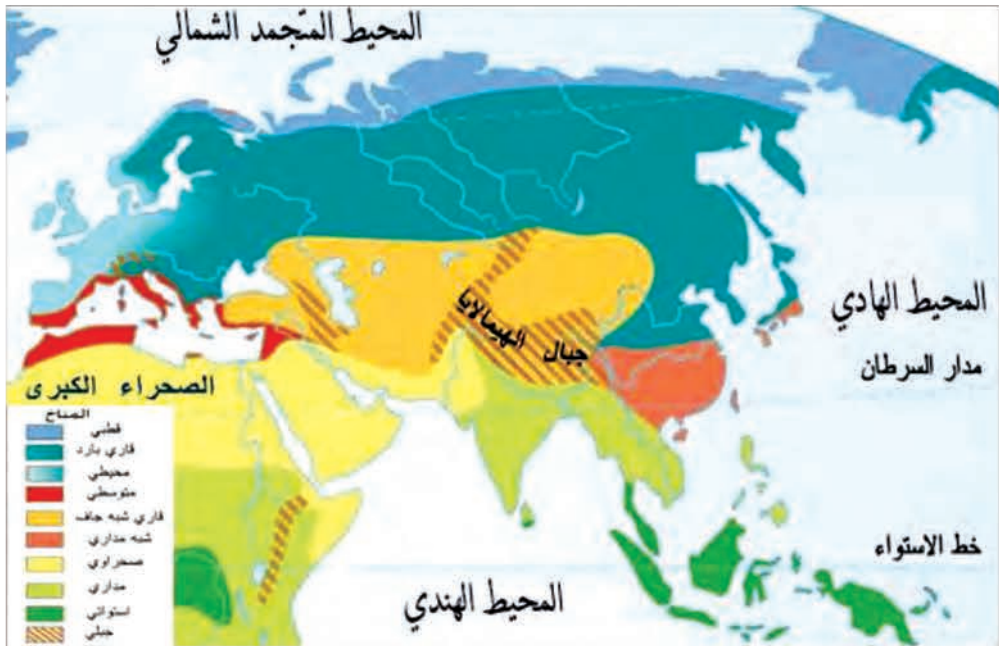 المحيط المتجمد الشمالي
جبال الهيمالايا
المحيط الهادي
مدار السرطان
الصحراء الكبرى
المناخ
قطبي
قاري بارد
محيطي
متوسطي
قاري شبه جاف
شبه مداري
صحراوي
مداري
استوائي
جبلي
خط الاستواء
المحيط الهندي